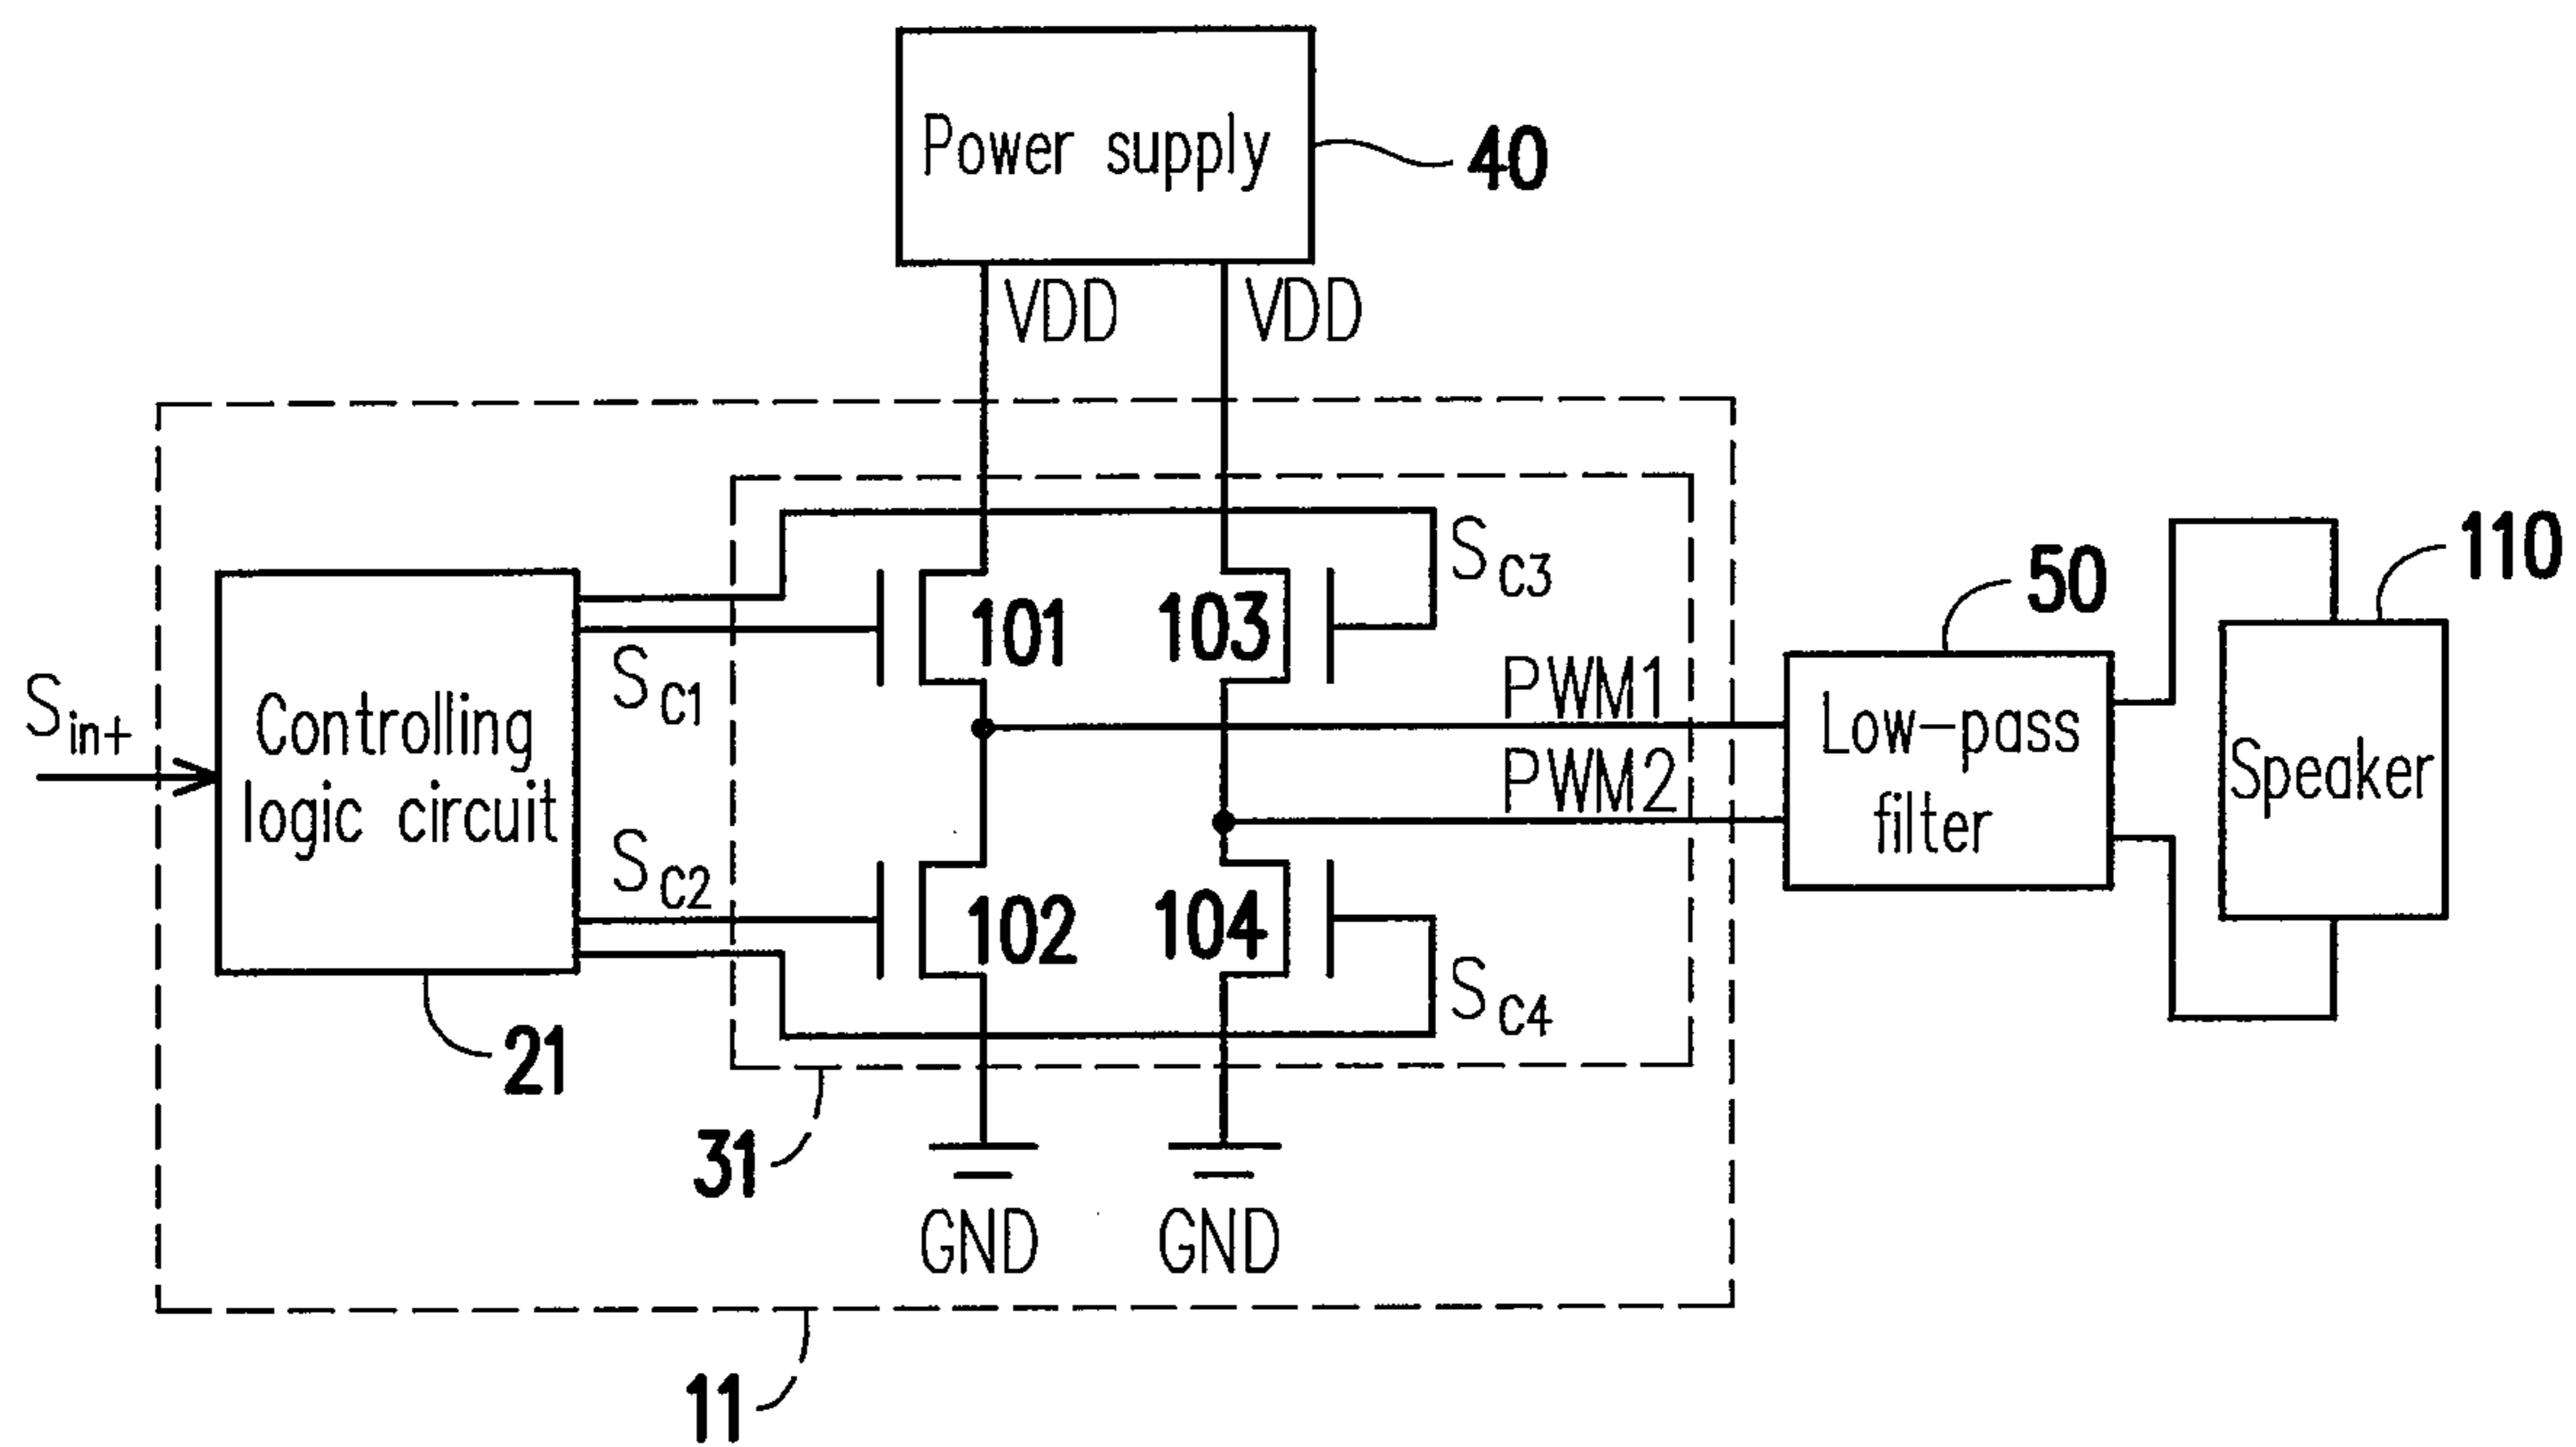 Power supply
40
VDD
VDD
S_C3
110
50
101
103
S_C1
S_in+
Controlling
logic circuit
PWM1
PWM2
Low-pass
filter
Speaker
S_C2
102
104
S_C4
21
31
GND
GND
11